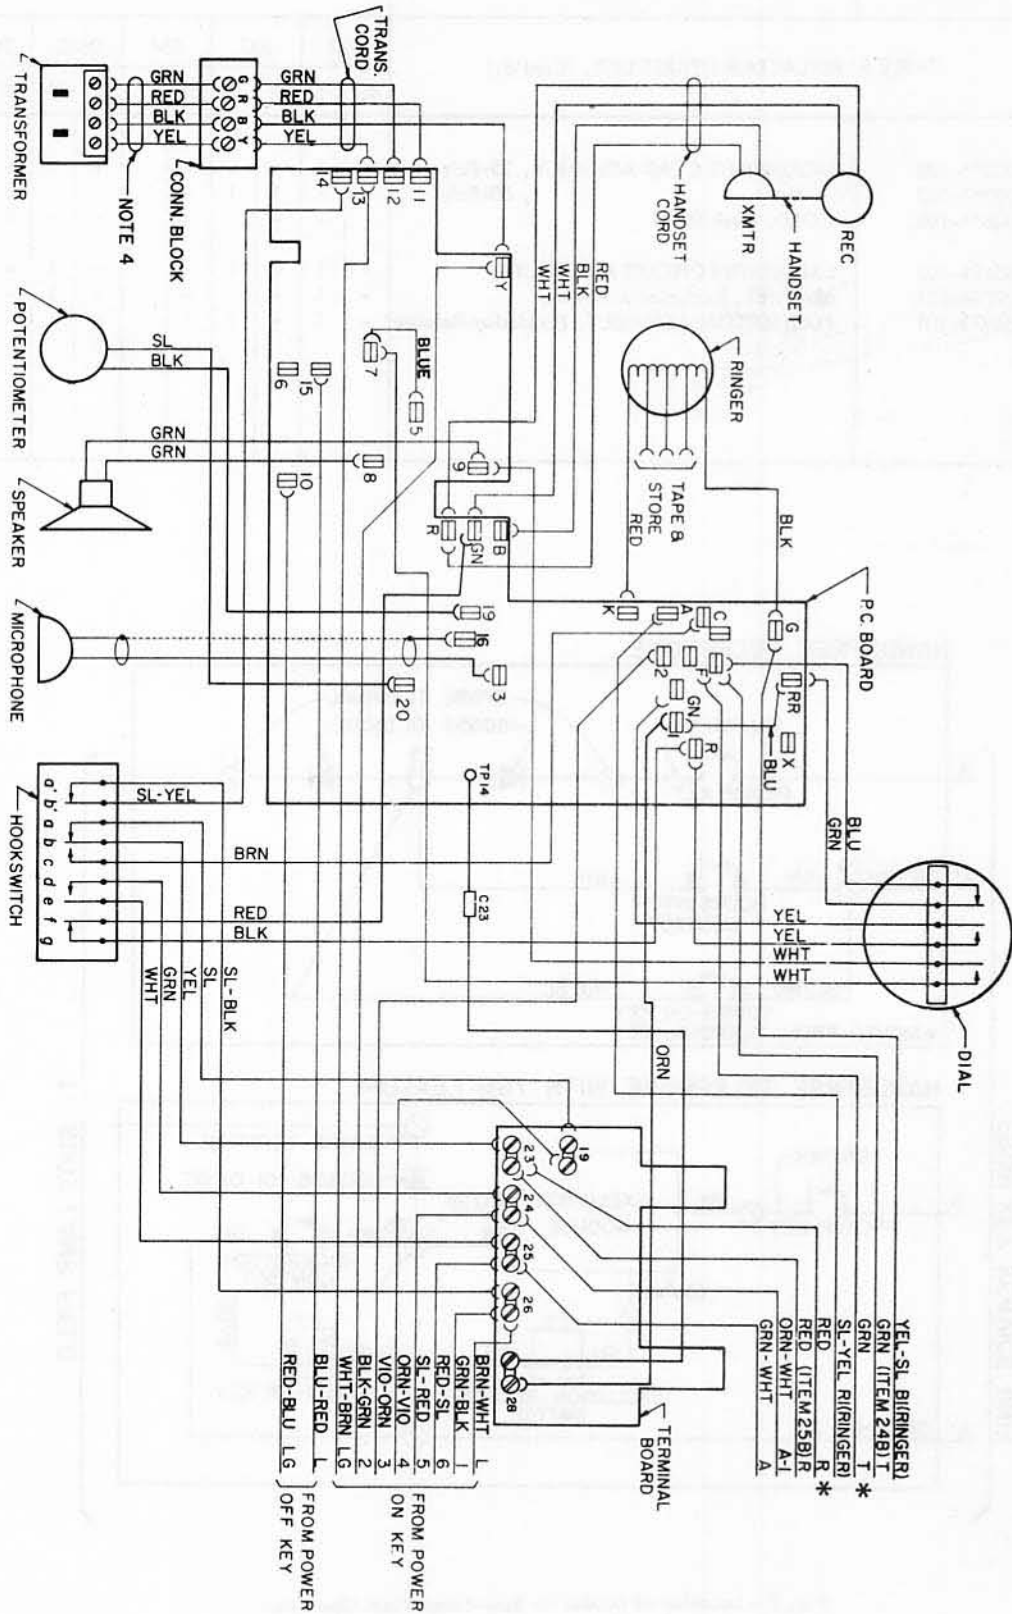 TRANSFORMER
GRN
RED
BLK
YEL
NOTE 4
CONN. BLOCK
G
R
B
Y
GRN
RED
BLK
YEL
TRANS.
CORD
14
13
12
11
Y
POTENTIOMETER
SL
BLK
SPEAKER
GRN
GRN
MICROPHONE
6
15
7
BLUE
5
10
8
9
R
GN
B
19
16
3
20
REC
XMTR
HANDSET
HANDSET
CORD
RED
BLK
WHT
WHT
RINGER
TAPE &
STORE
RED
BLK
P.C. BOARD
K
A
C
G
2
F
RR
GN
1
R
X
BLU
BLU
GRN
DIAL
YEL
YEL
WHT
WHT
TP14
C23
ORN
HOOKSWITCH
a'
b'
a
b
c
d
e
f
g
SL-YEL
BRN
RED
BLK
SL-BLK
SL
YEL
GRN
WHT
TERMINAL
BOARD
19
23
24
25
26
28
YEL-SL BI(RINGER)
GRN (ITEM 24B) T
GRN T *
SL-YEL RI(RINGER)
RED R *
RED (ITEM 25B) R
ORN-WHT A-1
GRN-WHT A
BRN-WHT L
GRN-BLK 1
RED-SL 6
SL-RED 5
ORN-VIO 4
VIO-ORN 3
BLK-GRN 2
WHT-BRN LG
FROM POWER
ON KEY
BLU-RED L
RED-BLU LG
FROM POWER
OFF KEY